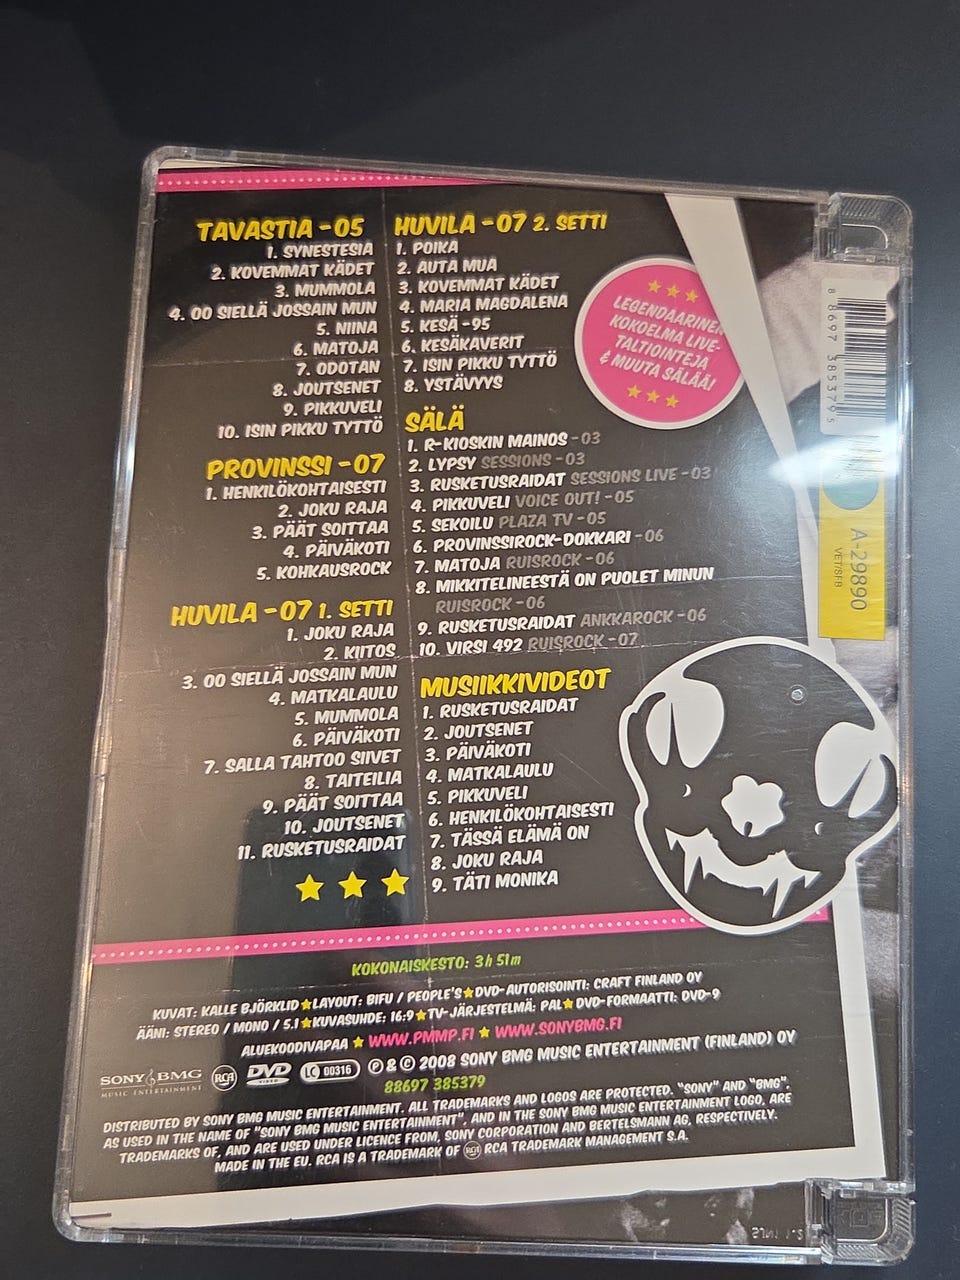 TAVASTIA - 05
1. SYNESTESIA
2. KOVEMMAT KÄDET
3. MUMMOLA
4. OO SIELLÄ JOSSAIN MUN
5. NIINA
6. MATOJA
7. ODOTAN
8. JOUTSENET
9. PIKKUVELI
10. ISIN PIKKU TYTTÖ
PROVINSSI - 07
1. HENKILÖKOHTAISESTI
2. JOKU RAJA
3. PÄÄT SOITTAA
4. PÄIVÄKOTI
5. KOHKAUSROCK
HUVILA - 07 1. SETTI
1. JOKU RAJA
2. KIITOS
3. OO SIELLÄ JOSSAIN MUN
4. MATKALAULU
5. MUMMOLA
6. PÄIVÄKOTI
7. SALLA TAHTOO SIIVET
8. TAITEILIA
9. PÄÄT SOITTAA
10. JOUTSENET
11. RUSKETUSRAIDAT
HUVILA - 07 2. SETTI
1. POIKA
2. AUTA MUA
3. KOVEMMAT KÄDET
4. MARIA MAGDALENA
5. KESÄ -95
6. KESÄKAVERIT
7. ISIN PIKKU TYTTÖ
8. YSTÄVYYS
SÄLÄ
1. R-KIOSKIN MAINOS - 03
2. LYPSY SESSIONS - 03
3. RUSKETUSRAIDAT SESSIONS LIVE - 03
4. PIKKUVELI VOICE OUT! - 05
5. SEKOILU PLAZA TV - 05
6. PROVINSSIROCK-DOKKARI - 06
7. MATOJA RUISROCK - 06
8. MIKKITELINEESTÄ ON PUOLET MINUN
RUISROCK - 06
9. RUSKETUSRAIDAT ANKKAROCK - 06
10. VIRSI 492 RUISROCK - 07
MUSIIKKIVIDEOT
1. RUSKETUSRAIDAT
2. JOUTSENET
3. PÄIVÄKOTI
4. MATKALAULU
5. PIKKUVELI
6. HENKILÖKOHTAISESTI
7. TÄSSÄ ELÄMÄ ON
8. JOKU RAJA
9. TÄTI MONIKA
LEGENDAARINEN
KOKOELMA LIVE-
TALTIOINTEJA
& MUUTA SÄLÄÄ!
8 8697 38537 9 5
A-29890
VET/SFB
KOKONAISKESTO: 3 h 51 m
KUVAT: KALLE BJÖRKLID ★ LAYOUT: BIFU / PEOPLE'S ★ DVD-AUTORISOINTI: CRAFT FINLAND OY
ÄÄNI: STEREO / MONO / 5.1 ★ KUVASUHDE: 16:9 ★ TV-JÄRJESTELMÄ: PAL ★ DVD-FORMAATTI: DVD-9
ALUEKOODIVAPAA ★ WWW.PMMP.FI ★ WWW.SONYBMG.FI
SONY BMG MUSIC ENTERTAINMENT RCA DVD VIDEO LC 00316 Ⓟ & © 2008 SONY BMG MUSIC ENTERTAINMENT (FINLAND) OY
88697 385379
DISTRIBUTED BY SONY BMG MUSIC ENTERTAINMENT. ALL TRADEMARKS AND LOGOS ARE PROTECTED. "SONY" AND "BMG",
AS USED IN THE NAME OF "SONY BMG MUSIC ENTERTAINMENT", AND IN THE SONY BMG MUSIC ENTERTAINMENT LOGO, ARE
TRADEMARKS OF, AND ARE USED UNDER LICENCE FROM, SONY CORPORATION AND BERTELSMANN AG, RESPECTIVELY.
MADE IN THE EU. RCA IS A TRADEMARK OF RCA TRADEMARK MANAGEMENT S.A.